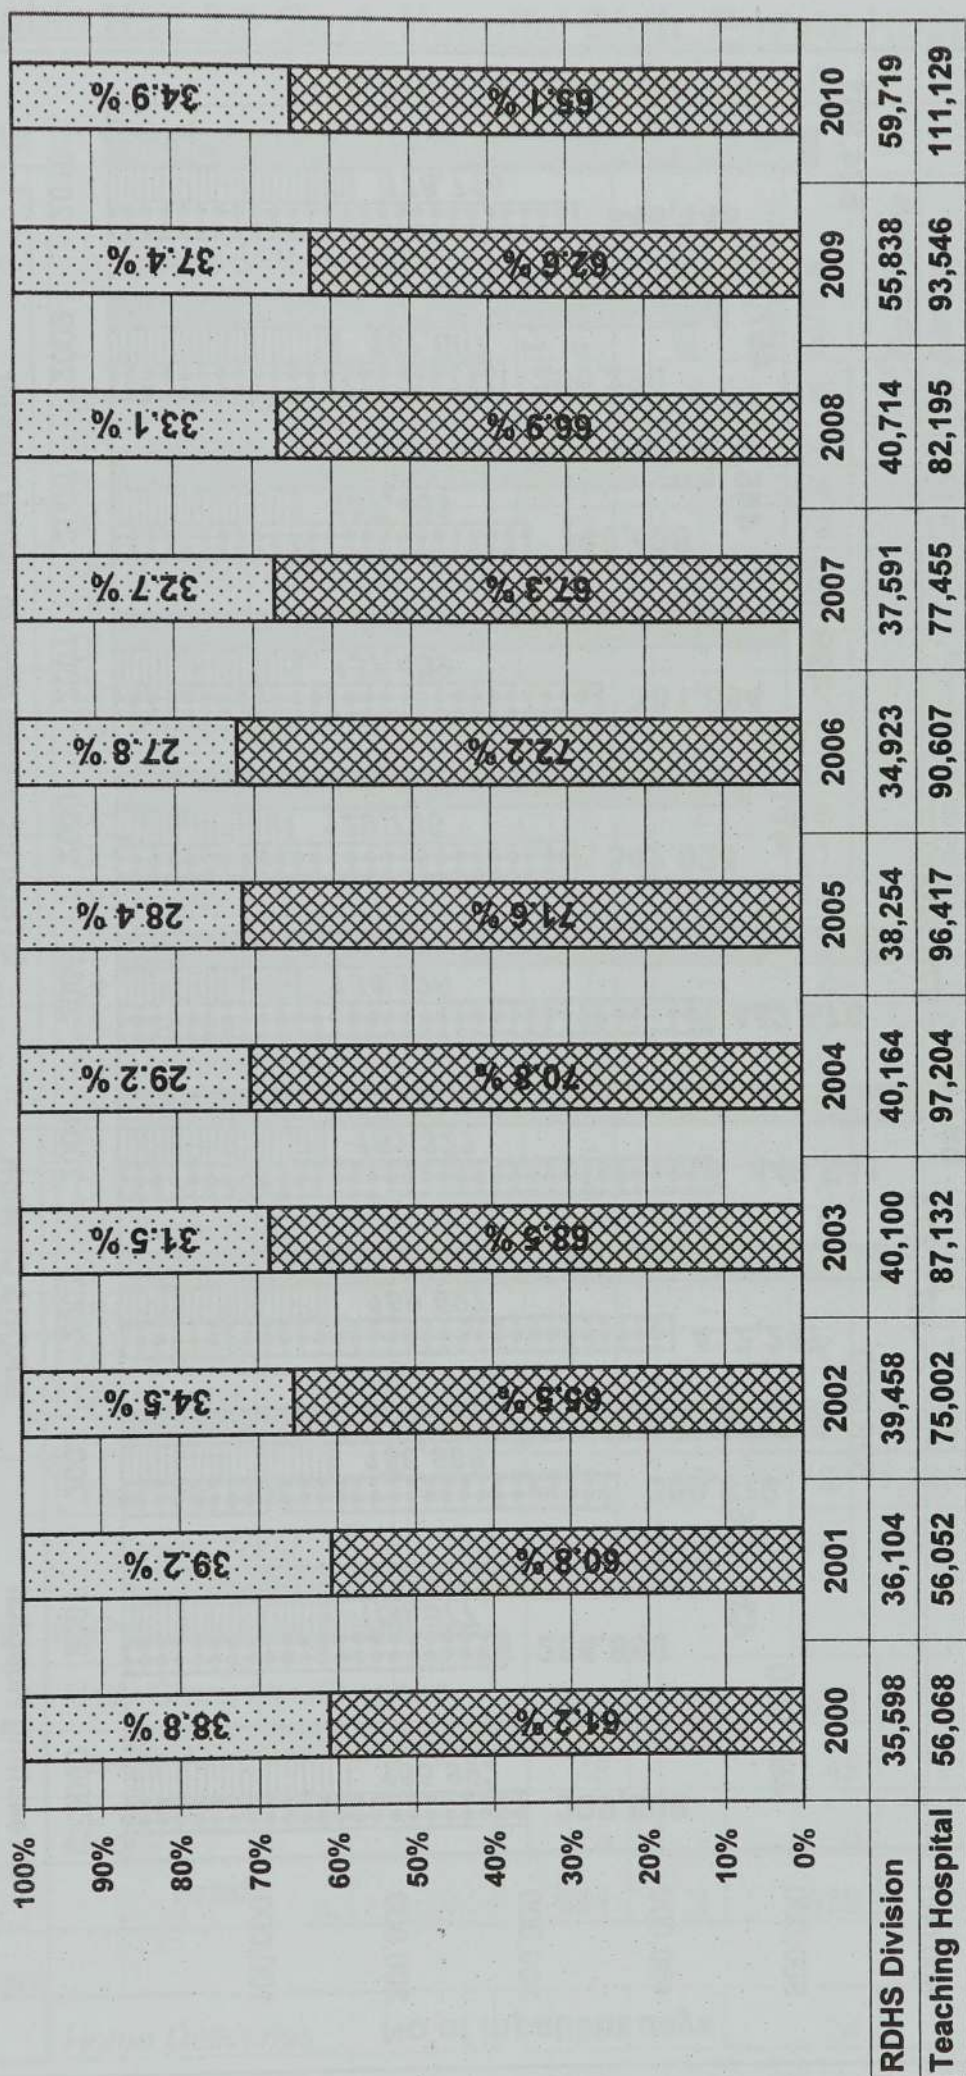 100%
90%
80%
70%
60%
50%
40%
30%
20%
10%
0%
38.8 % 39.2 % 34.5 % 31.5 % 29.2 % 28.4 % 27.8 % 32.7 % 33.1 % 37.4 % 34.9 %
61.2 % 60.8 % 65.5 % 68.5 % 70.8 % 71.6 % 72.2 % 67.3 % 66.9 % 62.6 % 65.1 %
2000 2001 2002 2003 2004 2005 2006 2007 2008 2009 2010
RDHS Division 35,598 36,104 39,458 40,100 40,164 38,254 34,923 37,591 40,714 55,838 59,719
Teaching Hospital 56,068 56,052 75,002 87,132 97,204 96,417 90,607 77,455 82,195 93,546 111,129